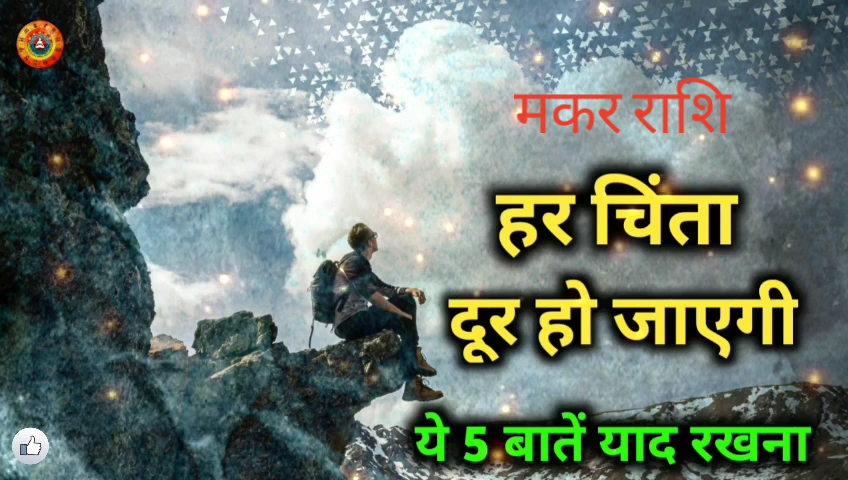 मकर राशि
हर चिंता
दूर हो जाएगी
ये 5 बातें याद रखना